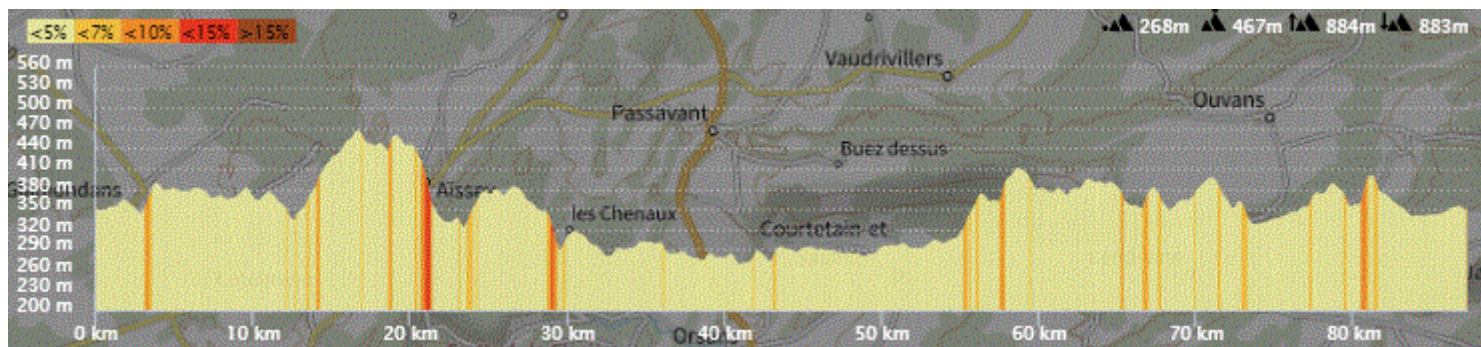 <5% <7% <10% <15% >15%
268m 467m 884m 883m
560 m
530 m
500 m
470 m
440 m
410 m
380 m
350 m
320 m
290 m
260 m
230 m
200 m
Vaudrivillers
Ouvans
Passavant
Buez dessus
Aïssey
les Chenaux
Courtetain-et
0 km 10 km 20 km 30 km 40 km 50 km 60 km 70 km 80 km